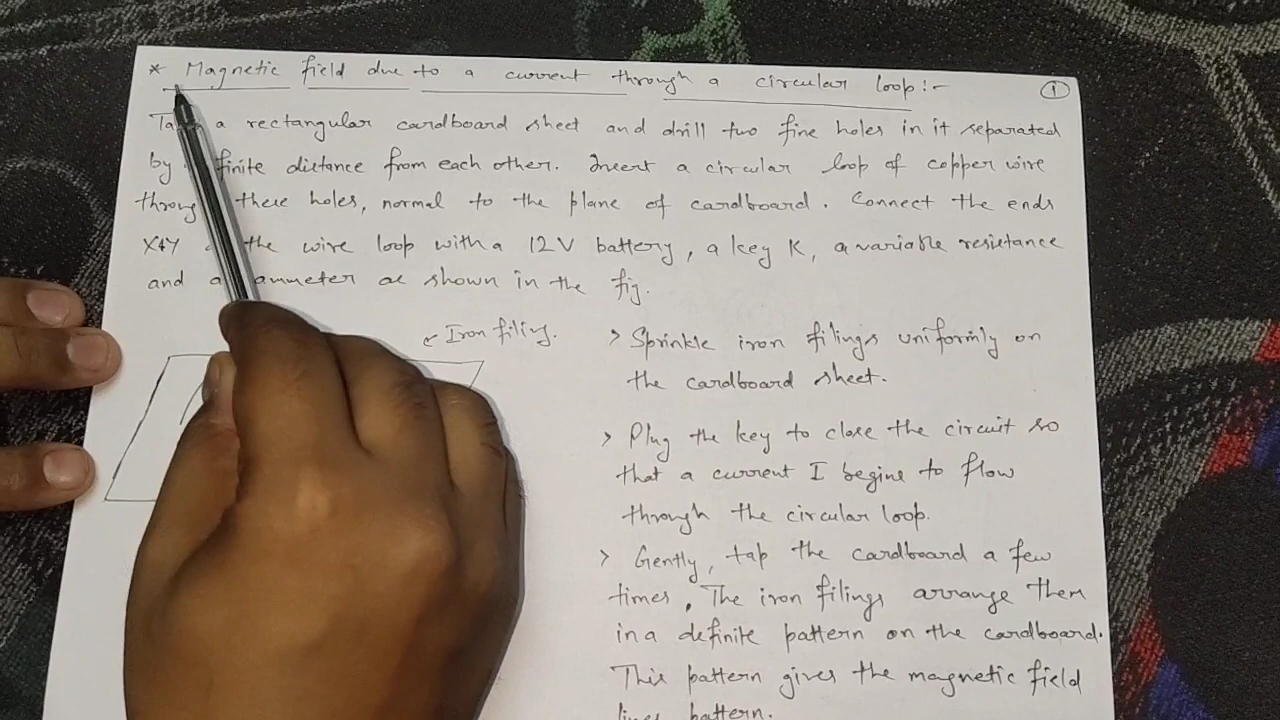 * Magnetic field due to a current through a circular loop:-
1
a rectangular cardboard sheet and drill two fine holes in it separated
by finite distance from each other. Insert a circular loop of copper wire
these holes, normal to the plane of cardboard. Connect the ends
X&Y the wire loop with a 12V battery, a key K, a variable resistance
and ammeter as shown in the fig.
Iron filing.
> Sprinkle iron filings uniformly on
the cardboard sheet.
> Plug the key to close the circuit so
that a current I begins to flow
through the circular loop.
> Gently, tap the cardboard a few
times. The iron filings arrange them
in a definite pattern on the cardboard.
This pattern gives the magnetic field
lines pattern.